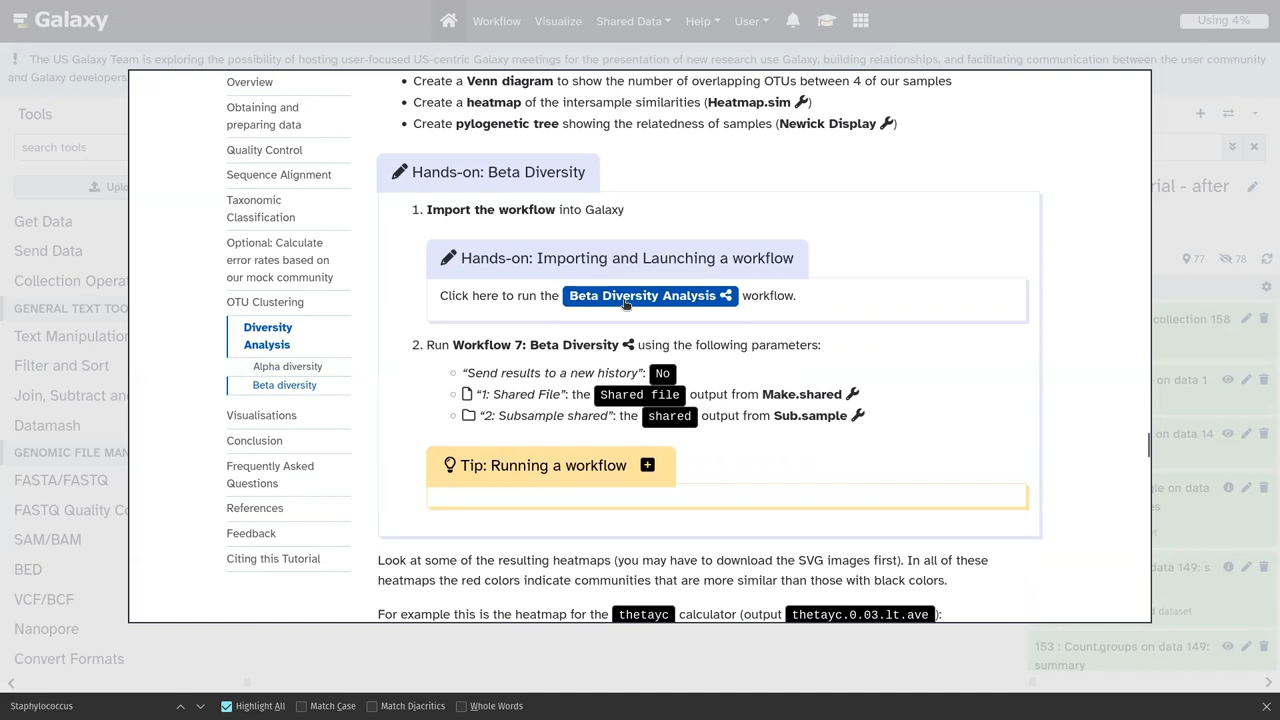 Galaxy
Workflow Visualize Shared Data Help User Using 4%
The US Galaxy Team is exploring the possibility of hosting user-focused US-centric Galaxy meetings for the presentation of new research use Galaxy, building relationships, and facilitating communication between the user community
and Galaxy developers
Tools
search tools
Uplo
Get Data
Send Data
Collection Operat
GENERAL TEXT TOO
Text Manipulation
Filter and Sort
Join, Subtract and
Datamash
GENOMIC FILE MAN
FASTA/FASTQ
FASTQ Quality Co
SAM/BAM
BED
VCF/BCF
Nanopore
Convert Formats
Overview
Obtaining and
preparing data
Quality Control
Sequence Alignment
Taxonomic
Classification
Optional: Calculate
error rates based on
our mock community
OTU Clustering
Diversity
Analysis
Alpha diversity
Beta diversity
Visualisations
Conclusion
Frequently Asked
Questions
References
Feedback
Citing this Tutorial
• Create a Venn diagram to show the number of overlapping OTUs between 4 of our samples
• Create a heatmap of the intersample similarities (Heatmap.sim)
• Create pylogenetic tree showing the relatedness of samples (Newick Display)
Hands-on: Beta Diversity
1. Import the workflow into Galaxy
Hands-on: Importing and Launching a workflow
Click here to run the Beta Diversity Analysis workflow.
2. Run Workflow 7: Beta Diversity using the following parameters:
“Send results to a new history”: No
“1: Shared File”: the Shared file output from Make.shared
“2: Subsample shared”: the shared output from Sub.sample
Tip: Running a workflow
Look at some of the resulting heatmaps (you may have to download the SVG images first). In all of these
heatmaps the red colors indicate communities that are more similar than those with black colors.
For example this is the heatmap for the thetayc calculator (output thetayc.0.03.lt.ave):
rial - after
77 78
ollection 158
on data 1
on data 14
gle on data
es
data 149: s
d dataset
153 : Count.groups on data 149:
summary
Staphylococcus Highlight All Match Case Match Diacritics Whole Words